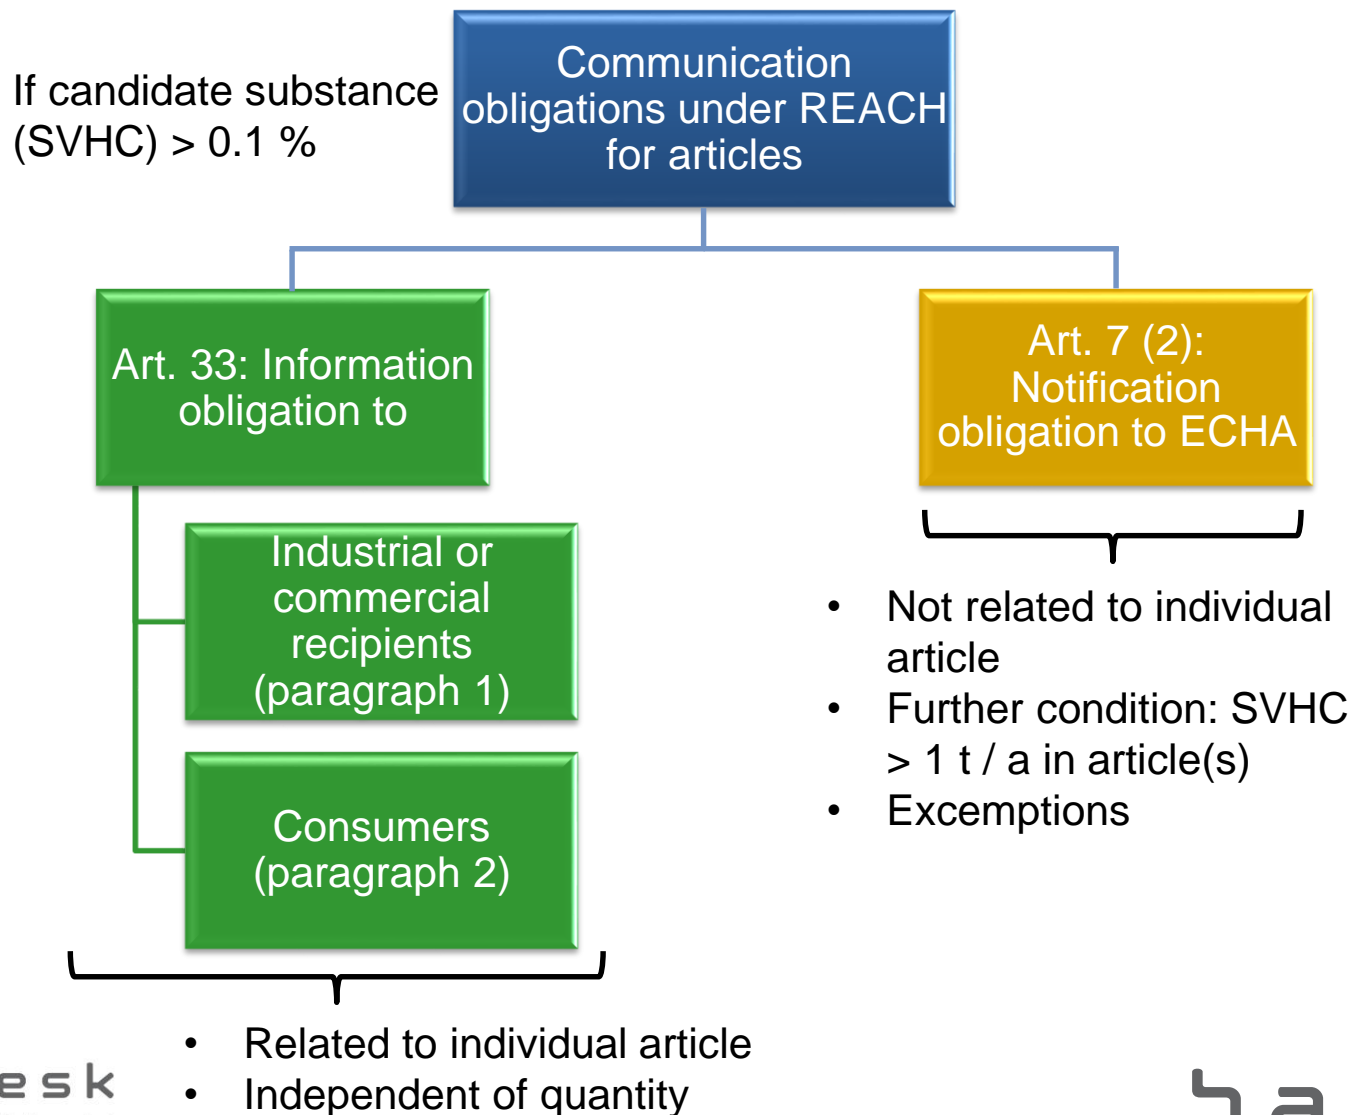 If candidate substance
(SVHC) > 0.1 %
Communication
obligations under REACH
for articles
Art. 33: Information
obligation to
Industrial or
commercial
recipients
(paragraph 1)
Consumers
(paragraph 2)
• Related to individual article
• Independent of quantity
Art. 7 (2):
Notification
obligation to ECHA
• Not related to individual
article
• Further condition: SVHC
> 1 t / a in article(s)
• Excemptions
esk